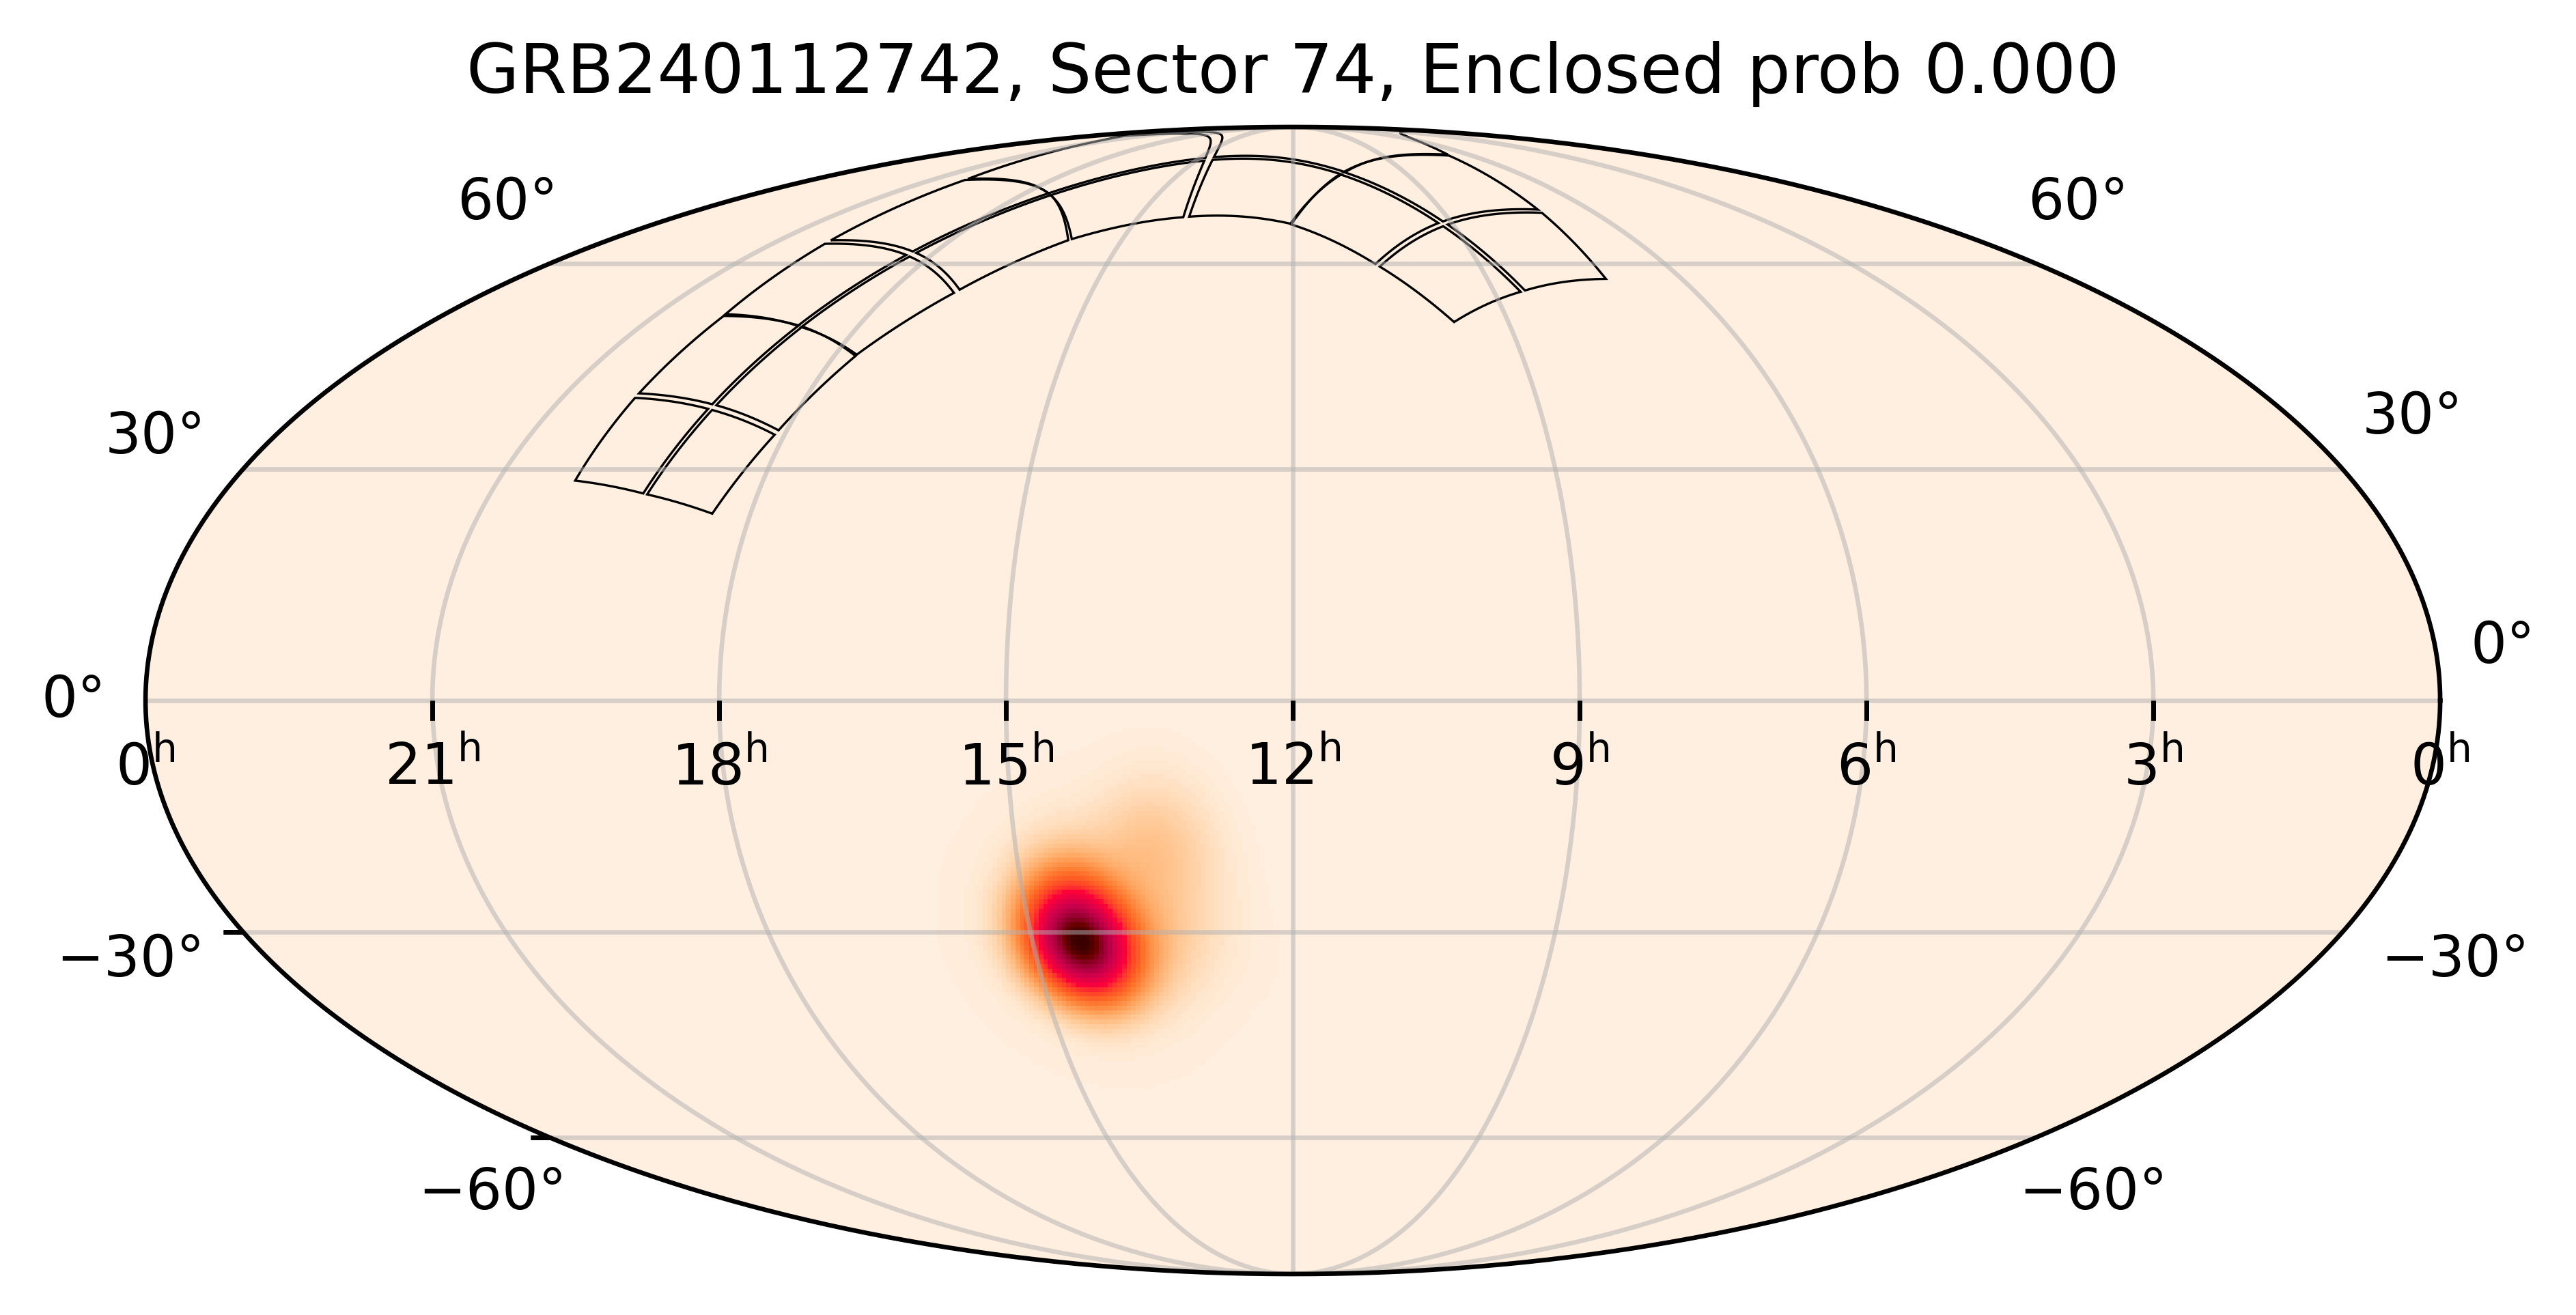 GRB240112742, Sector 74, Enclosed prob 0.000
60° 60°
30° 30°
0° 0°
0ʰ 21ʰ 18ʰ 15ʰ 12ʰ 9ʰ 6ʰ 3ʰ 0ʰ
−30° −30°
−60° −60°